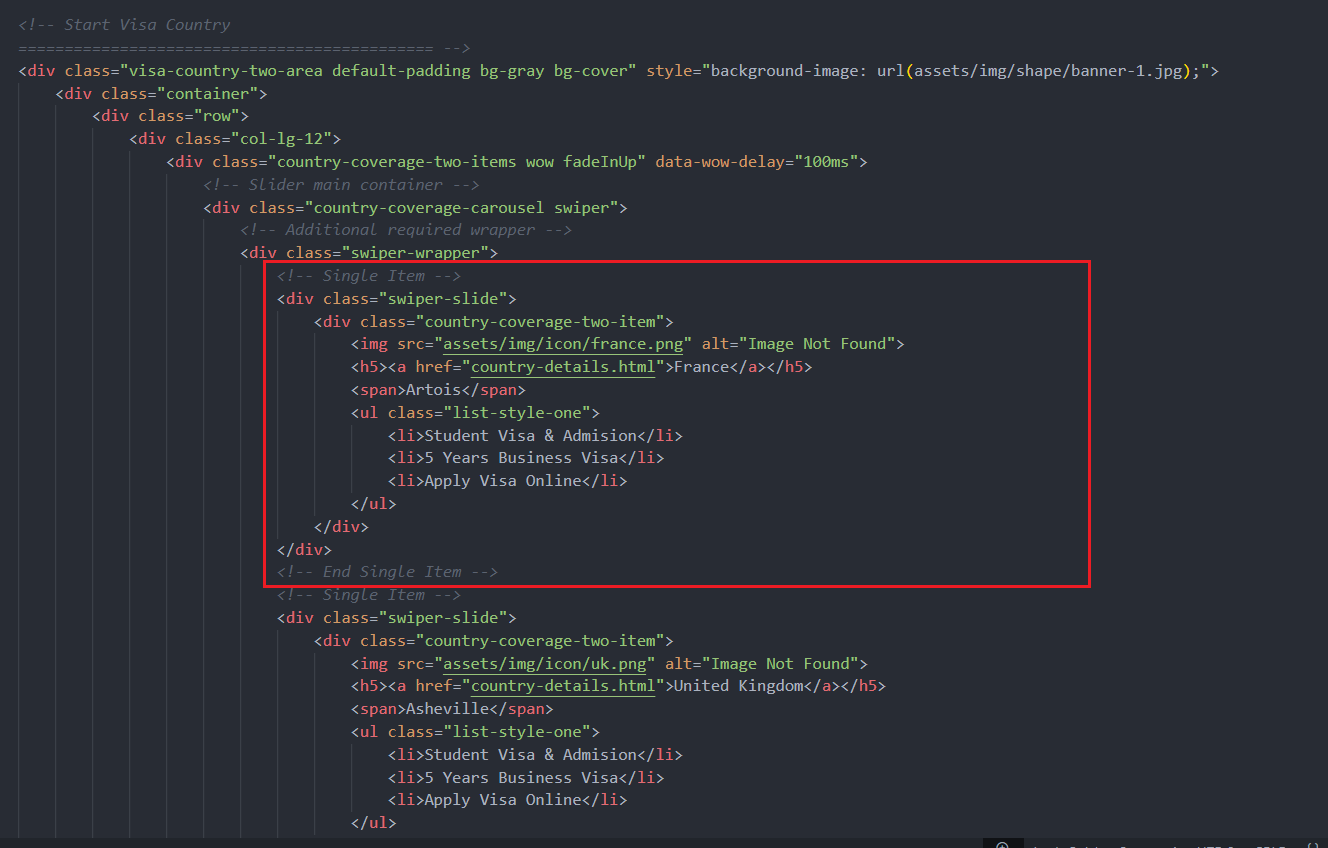 <!-- Start Visa Country
============================================= -->
<div class="visa-country-two-area default-padding bg-gray bg-cover" style="background-image: url(assets/img/shape/banner-1.jpg);">
<div class="container">
<div class="row">
<div class="col-lg-12">
<div class="country-coverage-two-items wow fadeInUp" data-wow-delay="100ms">
<!-- Slider main container -->
<div class="country-coverage-carousel swiper">
<!-- Additional required wrapper -->
<div class="swiper-wrapper">
<!-- Single Item -->
<div class="swiper-slide">
<div class="country-coverage-two-item">
<img src="assets/img/icon/france.png" alt="Image Not Found">
<h5><a href="country-details.html">France</a></h5>
<span>Artois</span>
<ul class="list-style-one">
<li>Student Visa & Admision</li>
<li>5 Years Business Visa</li>
<li>Apply Visa Online</li>
</ul>
</div>
</div>
<!-- End Single Item -->
<!-- Single Item -->
<div class="swiper-slide">
<div class="country-coverage-two-item">
<img src="assets/img/icon/uk.png" alt="Image Not Found">
<h5><a href="country-details.html">United Kingdom</a></h5>
<span>Asheville</span>
<ul class="list-style-one">
<li>Student Visa & Admision</li>
<li>5 Years Business Visa</li>
<li>Apply Visa Online</li>
</ul>